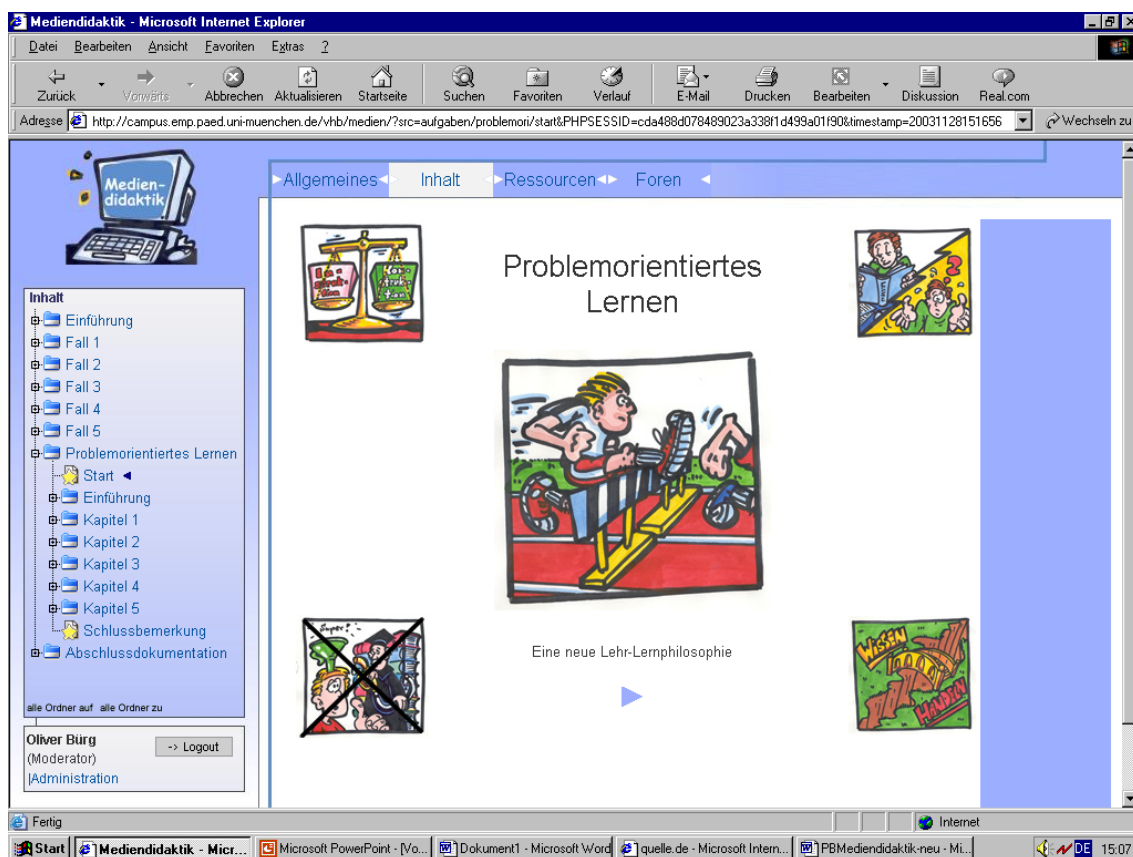 Mediendidaktik - Microsoft Internet Explorer
Datei Bearbeiten Ansicht Favoriten Extras ?
Zurück Vorwärts Abbrechen Aktualisieren Startseite Suchen Favoriten Verlauf E-Mail Drucken Bearbeiten Diskussion Real.com
Adresse http://campus.emp.paed.uni-muenchen.de/vhb/medien/?src=aufgaben/problemori/start&PHPSESSID=cda488d078489023a338f1d499a01f90&timestamp=20031128151656 Wechseln zu
Medien-
didaktik
Allgemeines Inhalt Ressourcen Foren
Inhalt
Einführung
Fall 1
Fall 2
Fall 3
Fall 4
Fall 5
Problemorientiertes Lernen
Start
Einführung
Kapitel 1
Kapitel 2
Kapitel 3
Kapitel 4
Kapitel 5
Schlussbemerkung
Abschlussdokumentation
alle Ordner auf alle Ordner zu
Oliver Bürg
(Moderator)
-> Logout
|Administration
Problemorientiertes
Lernen
?
Super!
Eine neue Lehr-Lernphilosophie
WISSEN
HANDELN
Fertig
Internet
Start Mediendidaktik - Micr... Microsoft PowerPoint - [Vo... Dokument1 - Microsoft Word quelle.de - Microsoft Intern... PBMediendidaktik-neu - Mi... DE 15:07